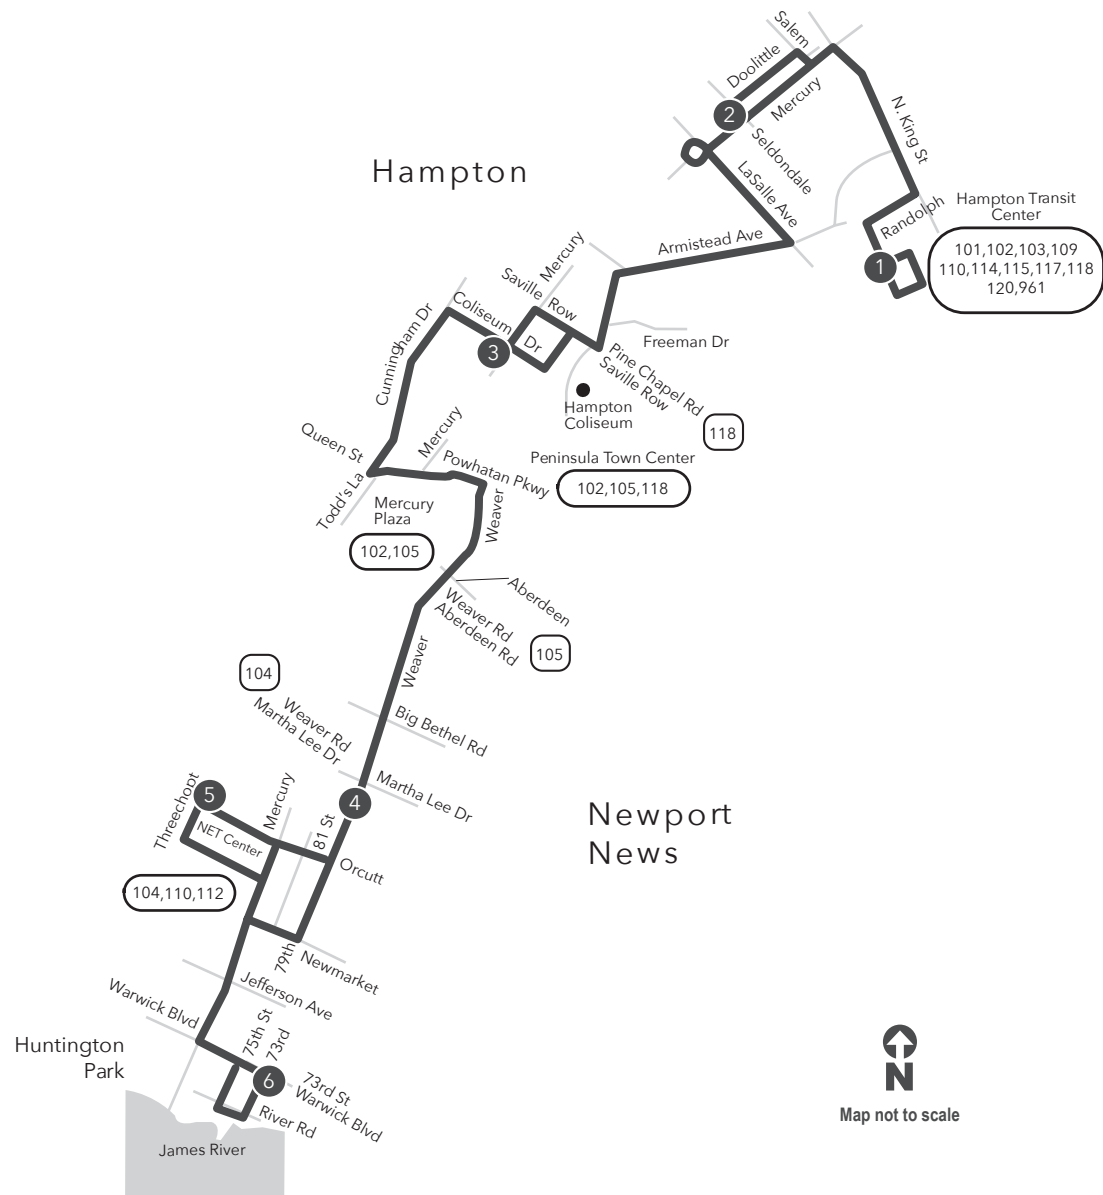 Salem
Doolittle
Mercury
2
Seldondale
N. King St
Hampton
LaSalle Ave
Randolph
Hampton Transit
Center
101,102,103,109
110,114,115,117,118
120,961
1
Armistead Ave
Mercury
Saville Row
Coliseum
Dr
3
Cunningham Dr
Freeman Dr
Pine Chapel Rd
Saville Row
118
Hampton
Coliseum
Queen St
Mercury
Powhatan Pkwy
Peninsula Town Center
102,105,118
Todd's La
Mercury
Plaza
102,105
Weaver
Aberdeen
Weaver Rd
Aberdeen Rd
105
Weaver
104
Weaver Rd
Martha Lee Dr
Big Bethel Rd
Martha Lee Dr
4
5
Threechopt
Mercury
81 St
NET Center
Orcutt
104,110,112
Newport
News
79th
Newmarket
Jefferson Ave
Warwick Blvd
75th St
73rd
Huntington
Park
6
73rd St
Warwick Blvd
River Rd
James River
N
Map not to scale